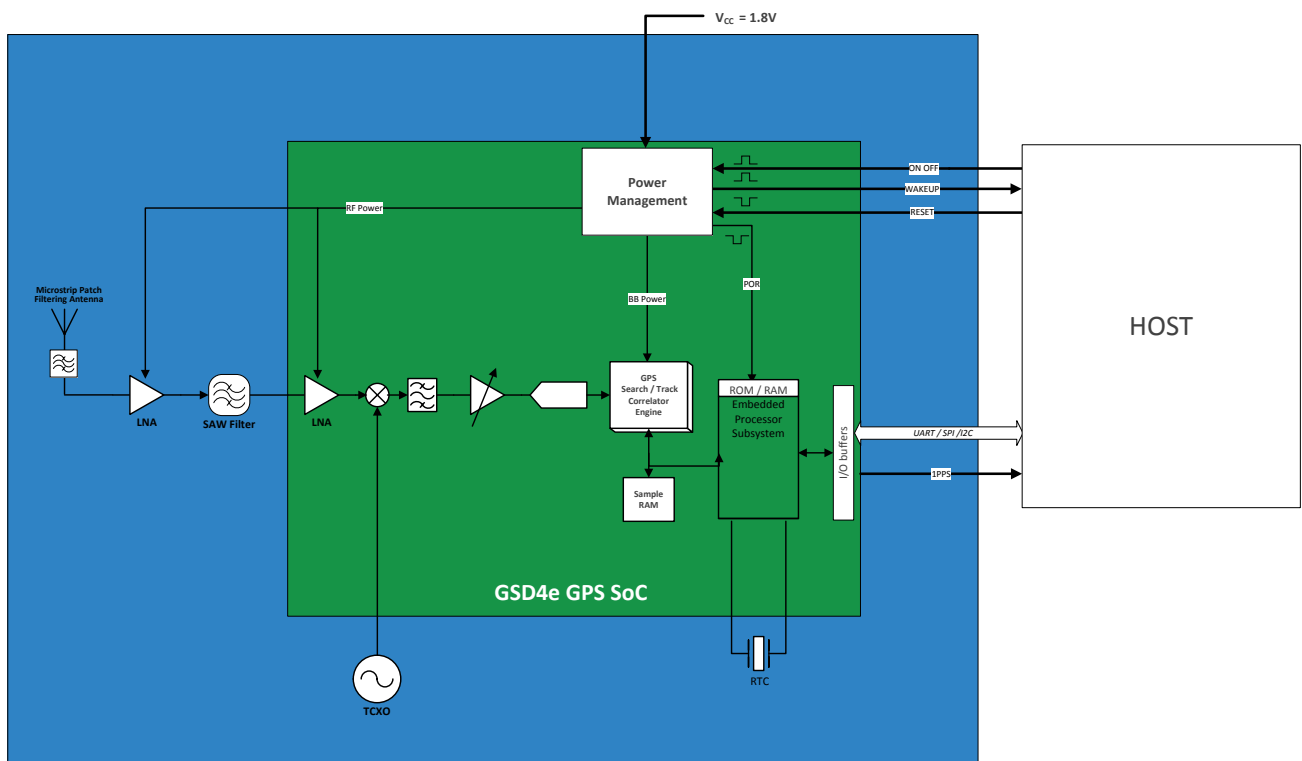 VCC = 1.8V
Power
Management
ON OFF
WAKEUP
RESET
RF Power
POR
BB Power
Microstrip Patch
Filtering Antenna
HOST
LNA
SAW Filter
LNA
GPS
Search / Track
Correlator
Engine
ROM / RAM
Embedded
Processor
Subsystem
I/O buffers
UART / SPI /I2C
1PPS
Sample
RAM
GSD4e GPS SoC
RTC
TCXO